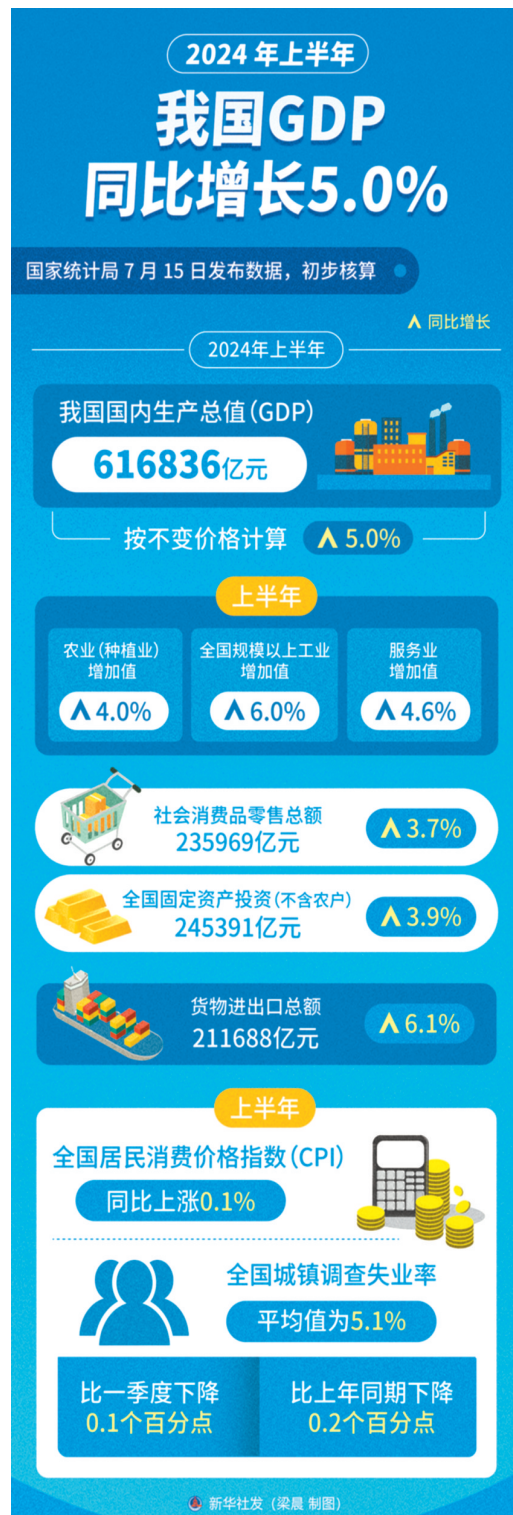 2024 年上半年
我国GDP
同比增长5.0%
国家统计局 7 月 15 日发布数据，初步核算
同比增长
2024年上半年
我国国内生产总值（GDP）
616836亿元
按不变价格计算 5.0%
上半年
农业（种植业）
增加值
4.0%
全国规模以上工业
增加值
6.0%
服务业
增加值
4.6%
社会消费品零售总额
235969亿元
3.7%
全国固定资产投资（不含农户）
245391亿元
3.9%
货物进出口总额
211688亿元
6.1%
上半年
全国居民消费价格指数（CPI）
同比上涨0.1%
全国城镇调查失业率
平均值为5.1%
比一季度下降
0.1个百分点
比上年同期下降
0.2个百分点
新华社发（梁晨 制图）